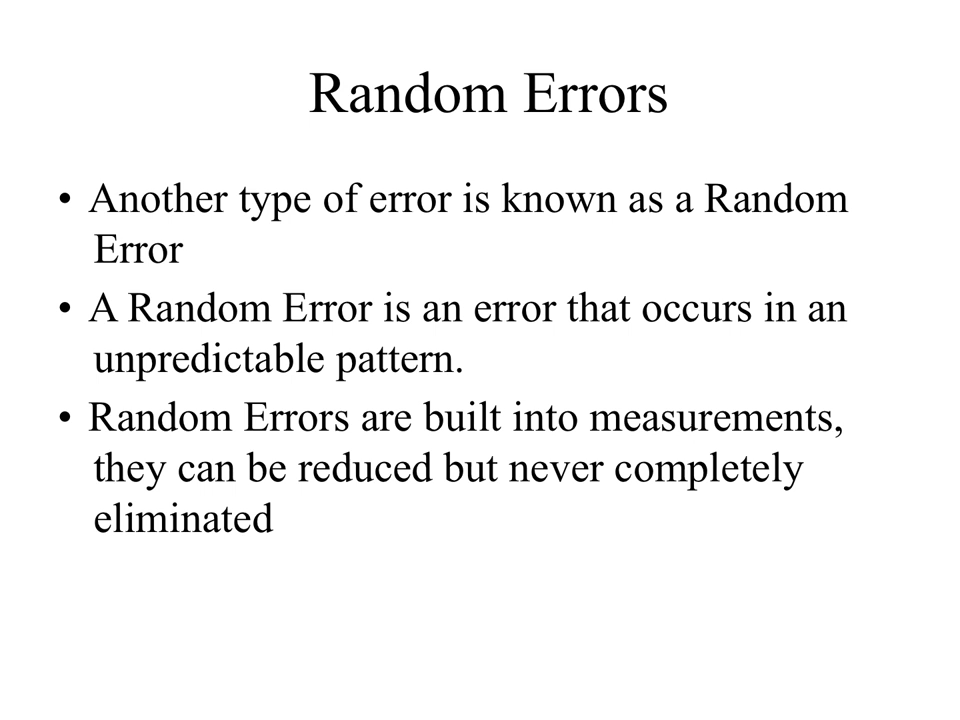 Random Errors
• Another type of error is known as a Random
Error
• A Random Error is an error that occurs in an
unpredictable pattern.
• Random Errors are built into measurements,
they can be reduced but never completely
eliminated